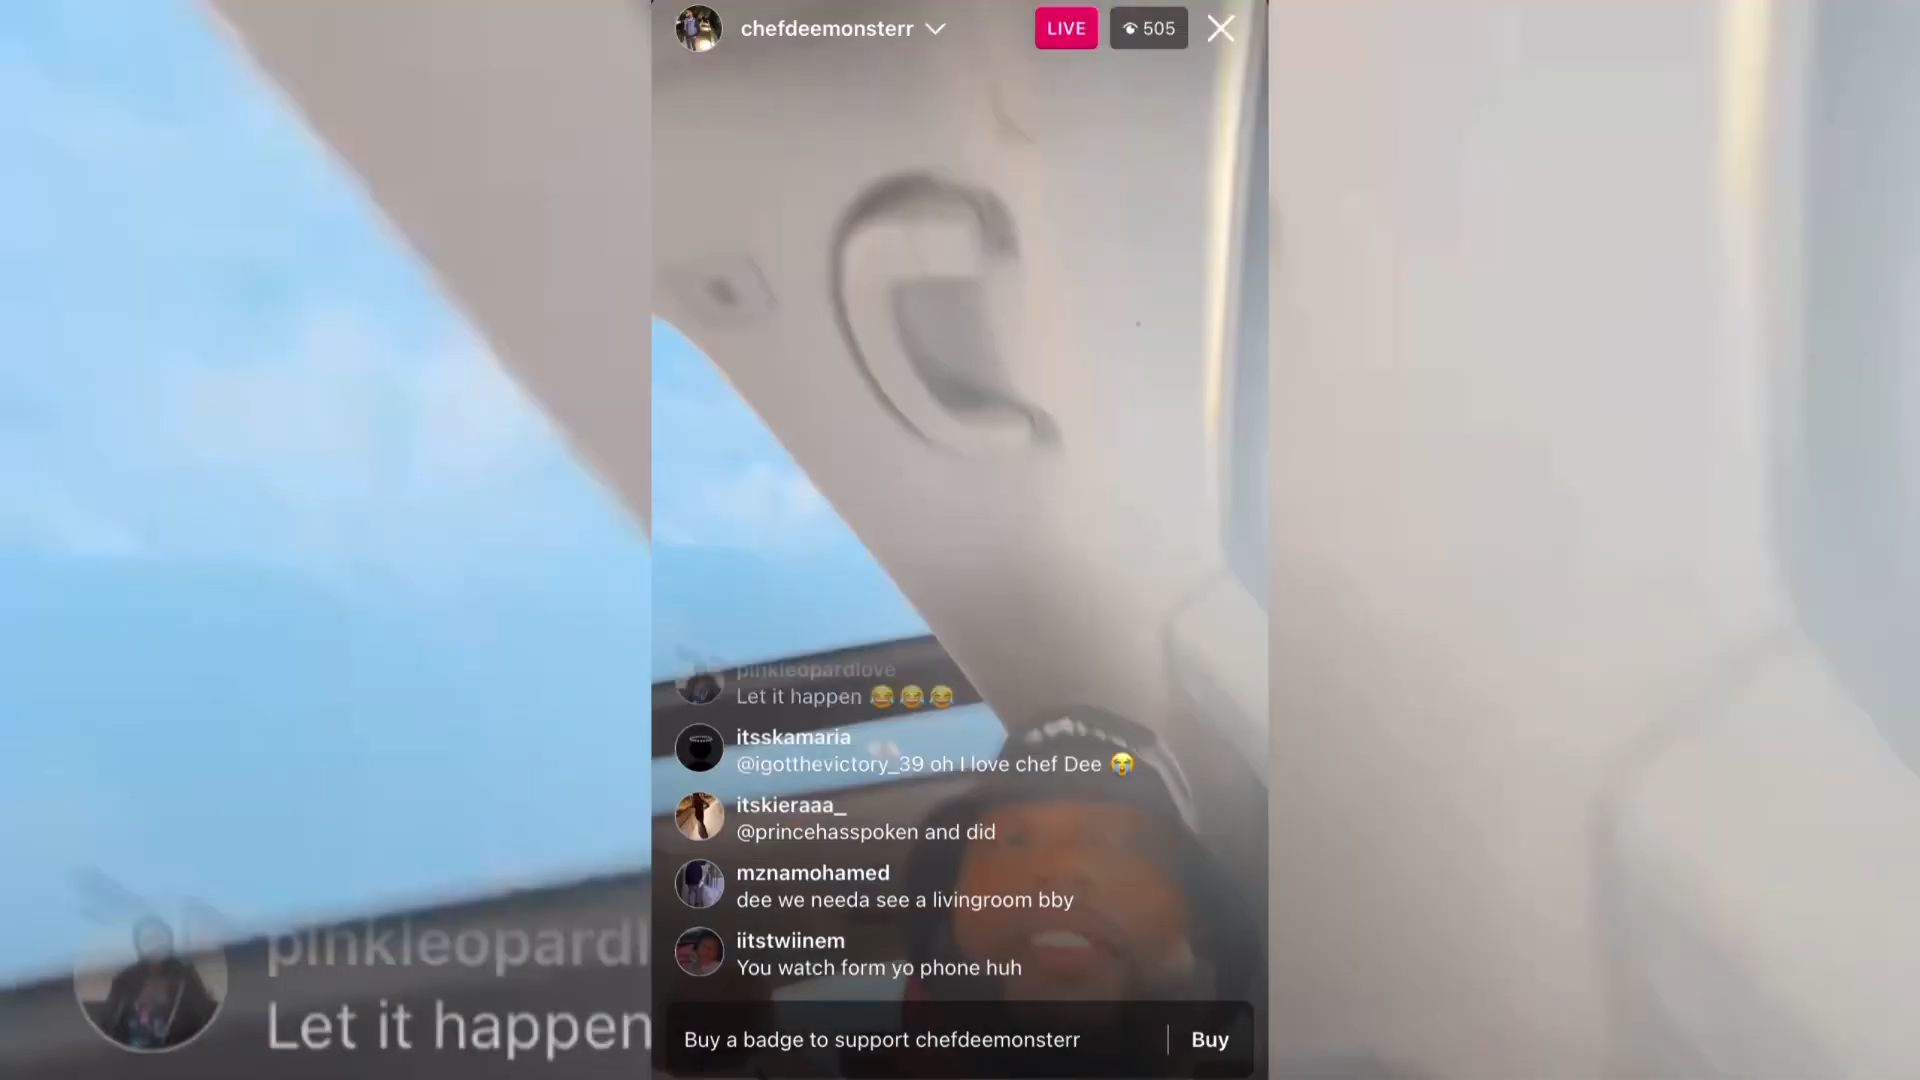 chefdeemonsterr
LIVE
505
pinkleopardlove
Let it happen 😂😂😂
itsskamaria
@igotthevictory_39 oh I love chef Dee 😭
itskieraaa_
@princehasspoken and did
mznamohamed
dee we needa see a livingroom bby
iitstwiinem
You watch form yo phone huh
Buy a badge to support chefdeemonsterr
Buy
pinkleopardl
Let it happen